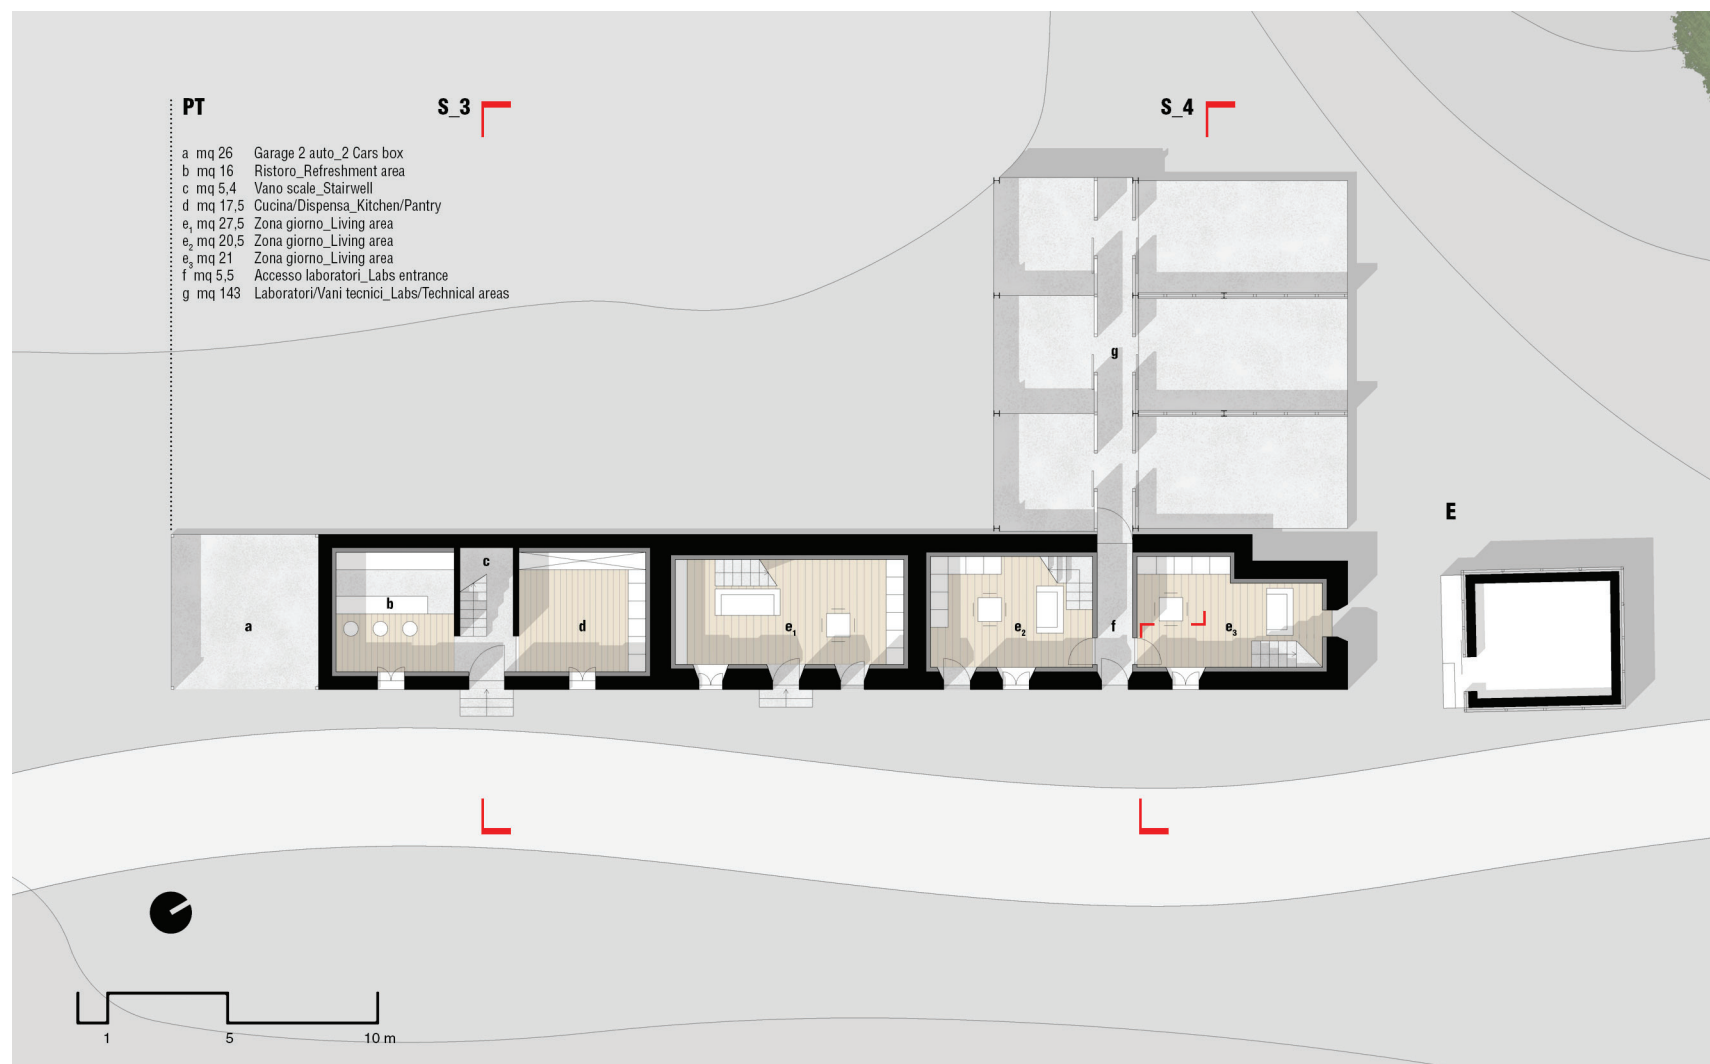 PT
S_3
S_4
a mq 26 Garage 2 auto_2 Cars box
b mq 16 Ristoro_Refreshment area
c mq 5,4 Vano scale_Stairwell
d mq 17,5 Cucina/Dispensa_Kitchen/Pantry
e1 mq 27,5 Zona giorno_Living area
e2 mq 20,5 Zona giorno_Living area
e3 mq 21 Zona giorno_Living area
f mq 5,5 Accesso laboratori_Labs entrance
g mq 143 Laboratori/Vani tecnici_Labs/Technical areas
g
E
c
b
a
d
e1
e2
f
e3
1
5
10 m